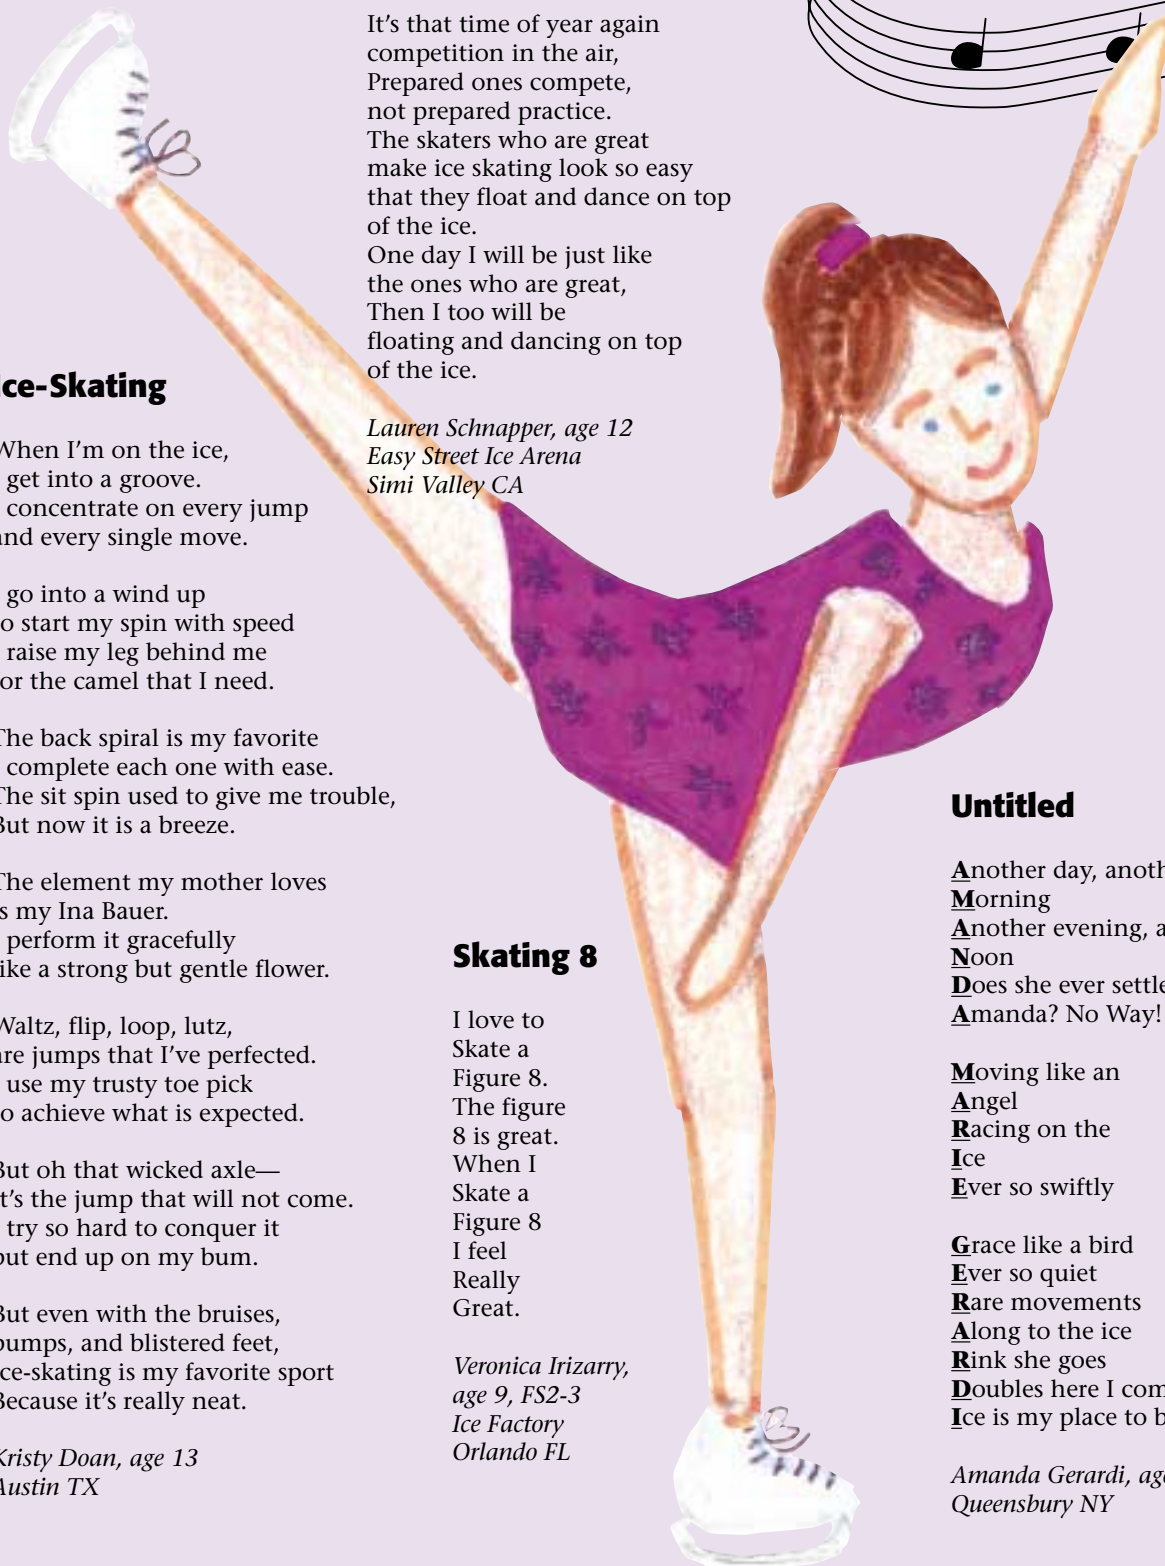 It's that time of year again
competition in the air,
Prepared ones compete,
not prepared practice.
The skaters who are great
make ice skating look so easy
that they float and dance on top
of the ice.
One day I will be just like
the ones who are great,
Then I too will be
floating and dancing on top
of the ice.
Lauren Schnapper, age 12
Easy Street Ice Arena
Simi Valley CA
Ice-Skating
When I'm on the ice,
get into a groove.
concentrate on every jump
and every single move.
go into a wind up
o start my spin with speed
raise my leg behind me
or the camel that I need.
The back spiral is my favorite
complete each one with ease.
The sit spin used to give me trouble,
But now it is a breeze.
The element my mother loves
is my Ina Bauer.
perform it gracefully
like a strong but gentle flower.
Waltz, flip, loop, lutz,
are jumps that I've perfected.
use my trusty toe pick
o achieve what is expected.
But oh that wicked axle—
it's the jump that will not come.
try so hard to conquer it
but end up on my bum.
But even with the bruises,
bumps, and blistered feet,
ice-skating is my favorite sport
Because it's really neat.
Kristy Doan, age 13
Austin TX
Skating 8
I love to
Skate a
Figure 8.
The figure
8 is great.
When I
Skate a
Figure 8
I feel
Really
Great.
Veronica Irizarry,
age 9, FS2-3
Ice Factory
Orlando FL
Untitled
Another day, anoth
Morning
Another evening, a
Noon
Does she ever settle
Amanda? No Way!
Moving like an
Angel
Racing on the
Ice
Ever so swiftly
Grace like a bird
Ever so quiet
Rare movements
Along to the ice
Rink she goes
Doubles here I com
Ice is my place to b
Amanda Gerardi, age
Queensbury NY